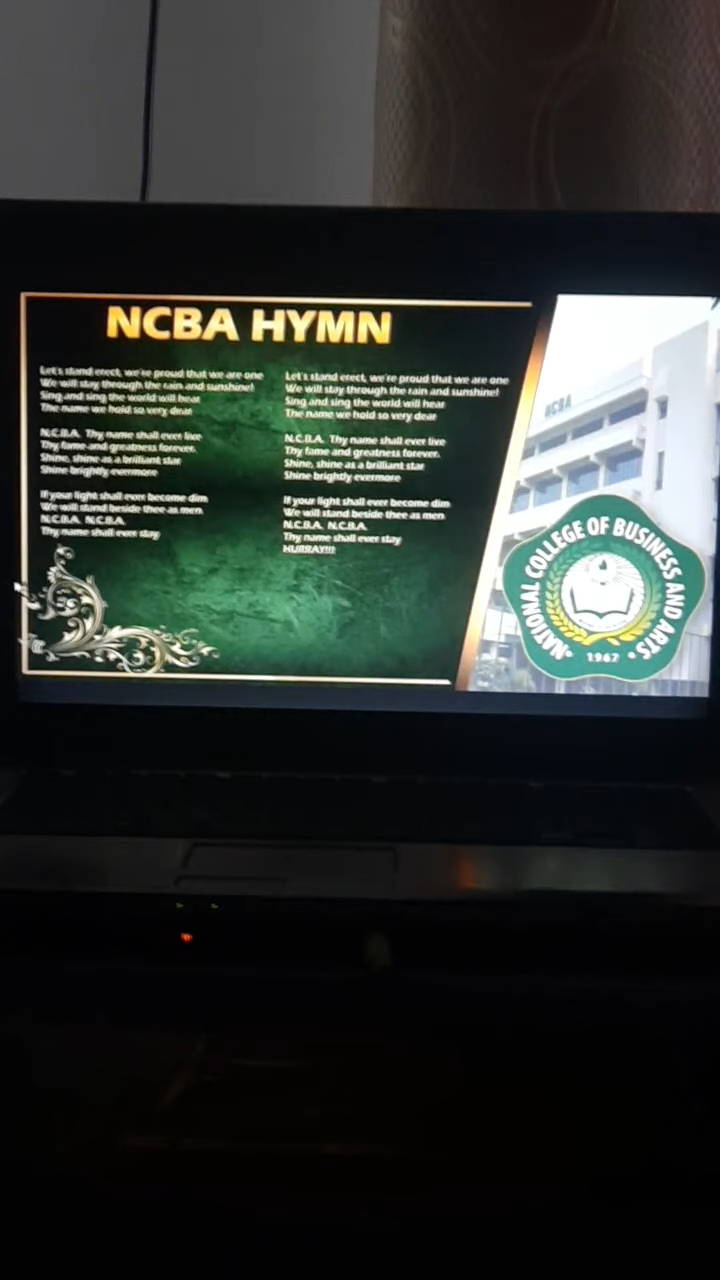 NCBA HYMN
Let's stand erect, we're proud that we are one
We will stay through the rain and sunshine!
Sing and sing the world will hear
The name we hold so very dear
N.C.B.A. Thy name shall ever live
Thy fame and greatness forever.
Shine, shine as a brilliant star
Shine brightly evermore
If your light shall ever become dim
We will stand beside thee as men
N.C.B.A. N.C.B.A.
Thy name shall ever stay
Let's stand erect, we're proud that we are one
We will stay through the rain and sunshine!
Sing and sing the world will hear
The name we hold so very dear
N.C.B.A. Thy name shall ever live
Thy fame and greatness forever.
Shine, shine as a brilliant star
Shine brightly evermore
If your light shall ever become dim
We will stand beside thee as men
N.C.B.A. N.C.B.A.
Thy name shall ever stay
HURRAY!!!
NCBA
NATIONAL COLLEGE OF BUSINESS AND ARTS
1967